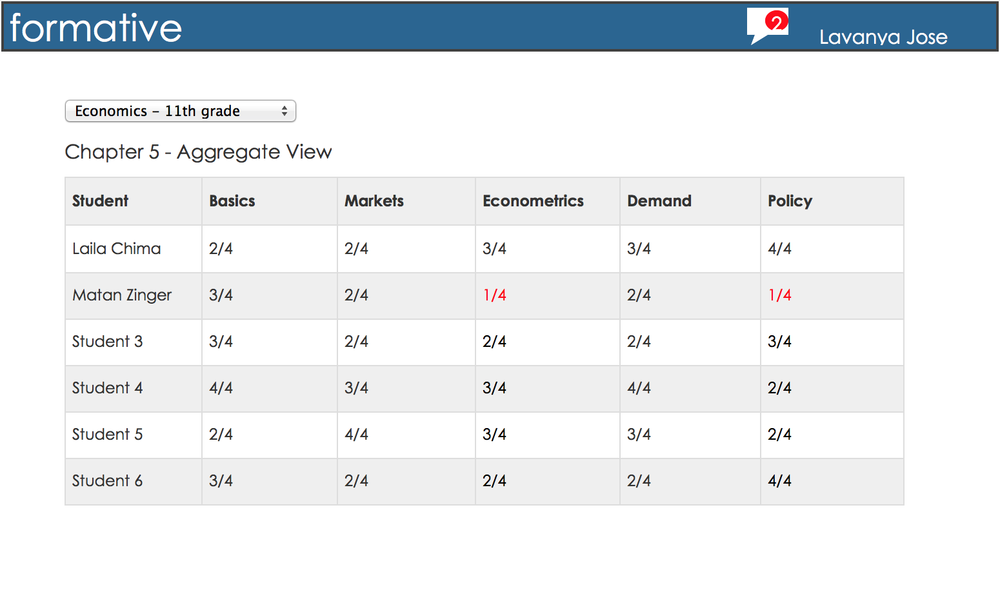 formative 2 Lavanya Jose
Economics – 11th grade
Chapter 5 - Aggregate View
Student Basics Markets Econometrics Demand Policy
Laila Chima 2/4 2/4 3/4 3/4 4/4
Matan Zinger 3/4 2/4 1/4 2/4 1/4
Student 3 3/4 2/4 2/4 2/4 3/4
Student 4 4/4 3/4 3/4 4/4 2/4
Student 5 2/4 4/4 3/4 3/4 2/4
Student 6 3/4 2/4 2/4 2/4 4/4